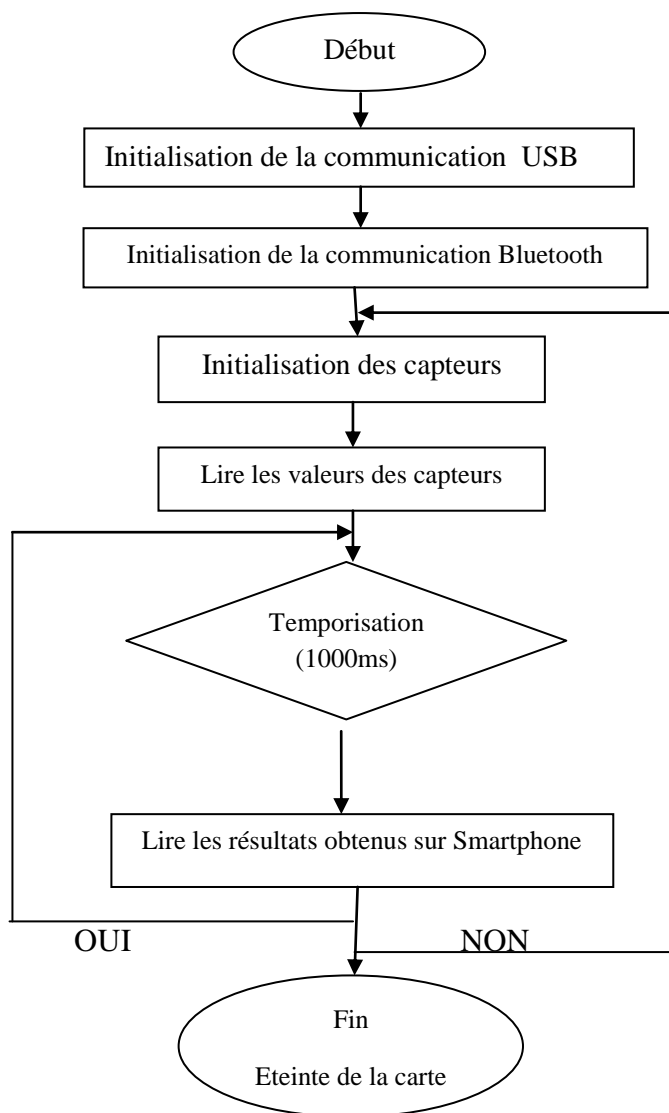 Début
Initialisation de la communication USB
Initialisation de la communication Bluetooth
Initialisation des capteurs
Lire les valeurs des capteurs
Temporisation
(1000ms)
Lire les résultats obtenus sur Smartphone
OUI
NON
Fin
Eteinte de la carte